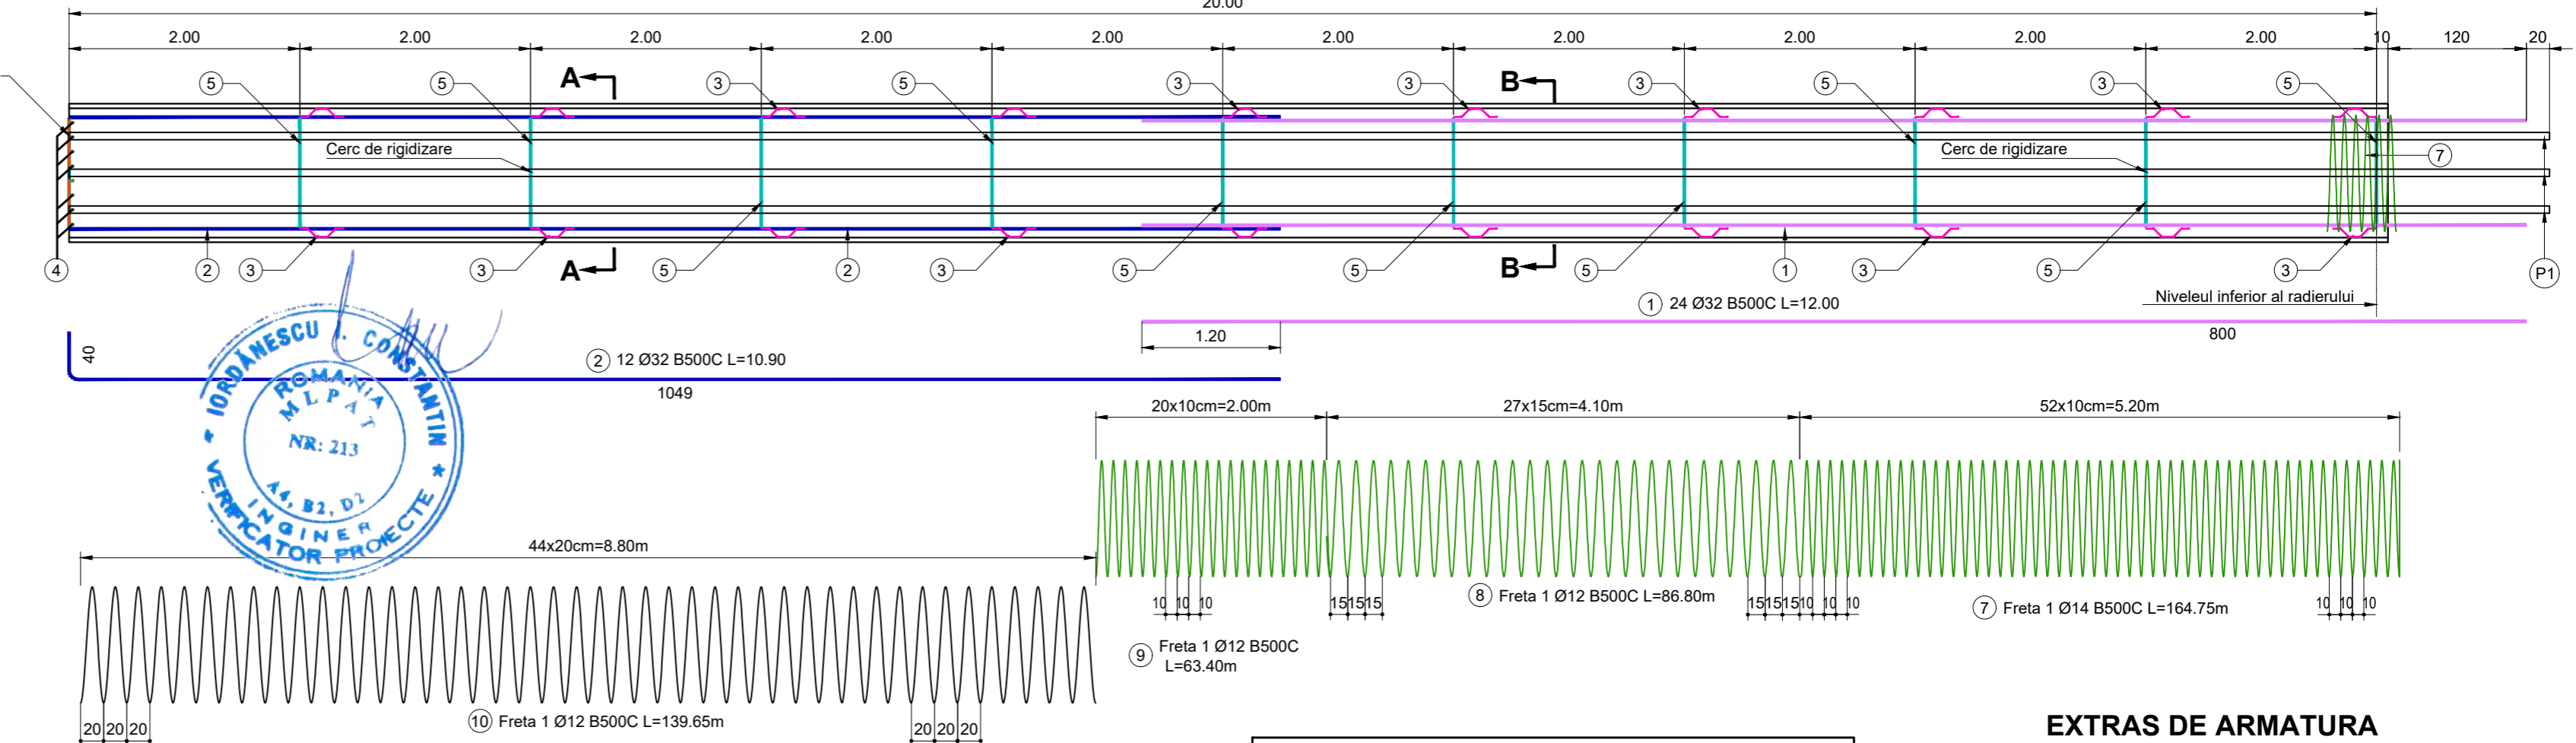 20.00
2.00 2.00 2.00 2.00 2.00 2.00 2.00 2.00 2.00 2.00 10 120 20
A B
5 5 3 5 3 3 3 5 3 5
Cerc de rigidizare Cerc de rigidizare
7
4 2 3 3 A 5 2 3 5 5 B 5 1 3 5 3 P1
Niveleul inferior al radierului
1 24 Ø32 B500C L=12.00
1.20 800
40
2 12 Ø32 B500C L=10.90
1049
IORDĂNESCU I. CONSTANTIN
ROMANIA
MLPAT
NR: 213
A4, B2, D2
INGINER
* VERIFICATOR PROIECTE *
20x10cm=2.00m 27x15cm=4.10m 52x10cm=5.20m
44x20cm=8.80m
10 10 10 15 15 15 15 15 15 10 10 10 10 10 10
8 Freta 1 Ø12 B500C L=86.80m
7 Freta 1 Ø14 B500C L=164.75m
9 Freta 1 Ø12 B500C
L=63.40m
10 Freta 1 Ø12 B500C L=139.65m
20 20 20 20 20 20
EXTRAS DE ARMATURA